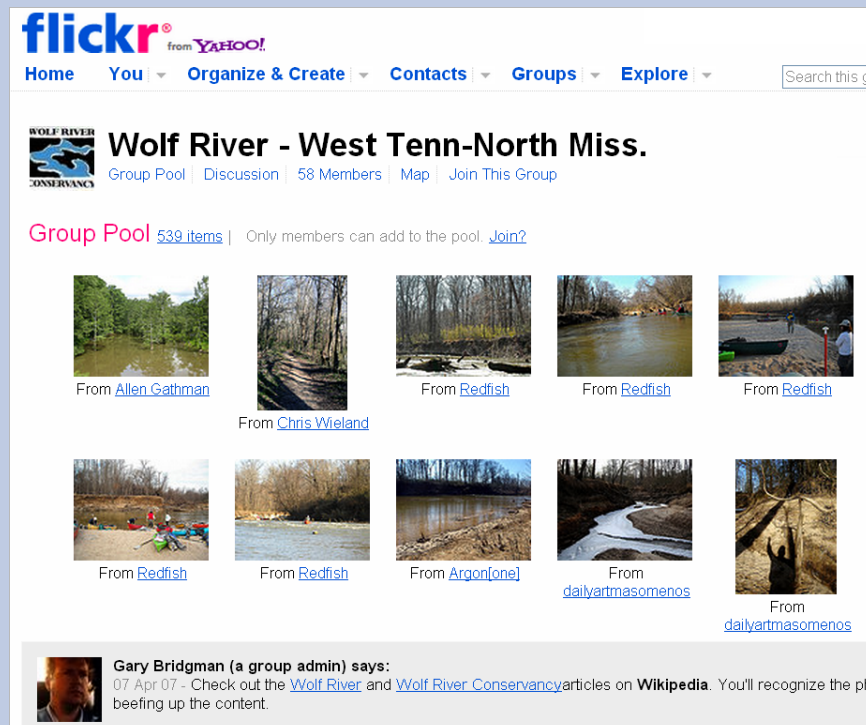 flickr® from YAHOO!
Home You Organize & Create Contacts Groups Explore Search this g
WOLF RIVER
CONSERVANCY
Wolf River - West Tenn-North Miss.
Group Pool Discussion 58 Members Map Join This Group
Group Pool 539 items | Only members can add to the pool. Join?
From Allen Gathman
From Chris Wieland
From Redfish
From Redfish
From Redfish
From Redfish
From Redfish
From Argon[one]
From
dailyartmasomenos
From
dailyartmasomenos
Gary Bridgman (a group admin) says:
07 Apr 07 - Check out the Wolf River and Wolf River Conservancyarticles on Wikipedia. You'll recognize the p
beefing up the content.